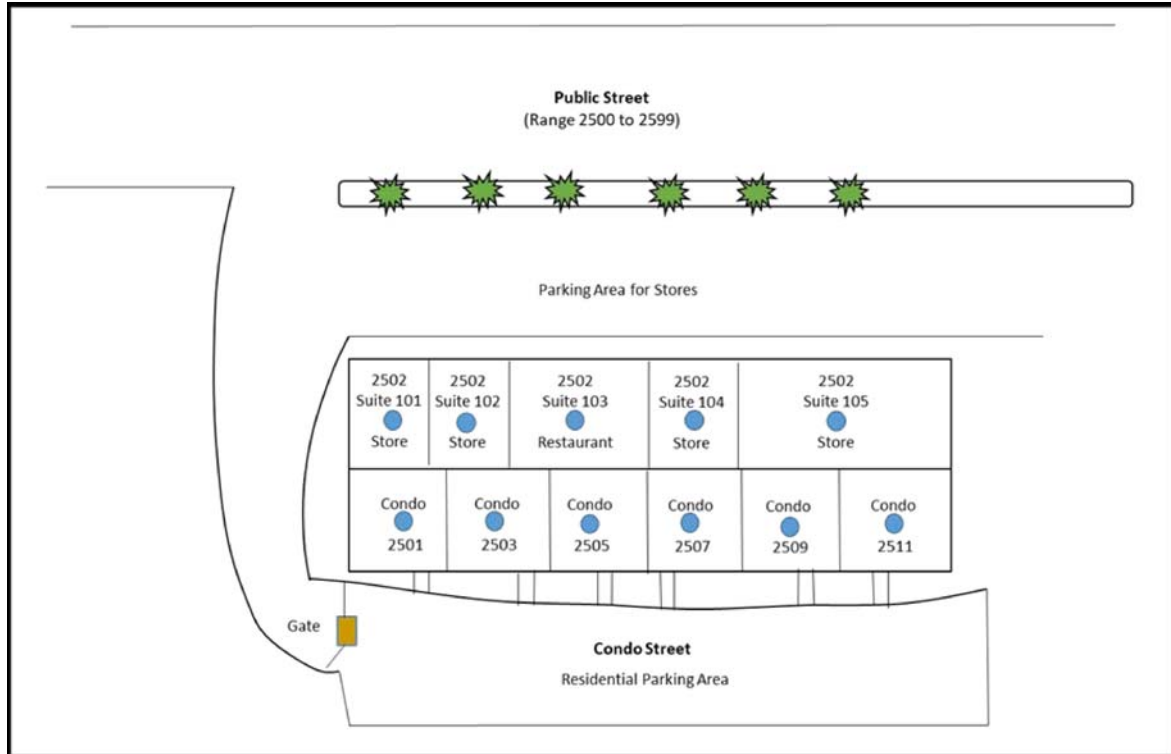 Public Street
(Range 2500 to 2599)
Parking Area for Stores
2502
Suite 101
Store
2502
Suite 102
Store
2502
Suite 103
Restaurant
2502
Suite 104
Store
2502
Suite 105
Store
Condo
2501
Condo
2503
Condo
2505
Condo
2507
Condo
2509
Condo
2511
Gate
Condo Street
Residential Parking Area